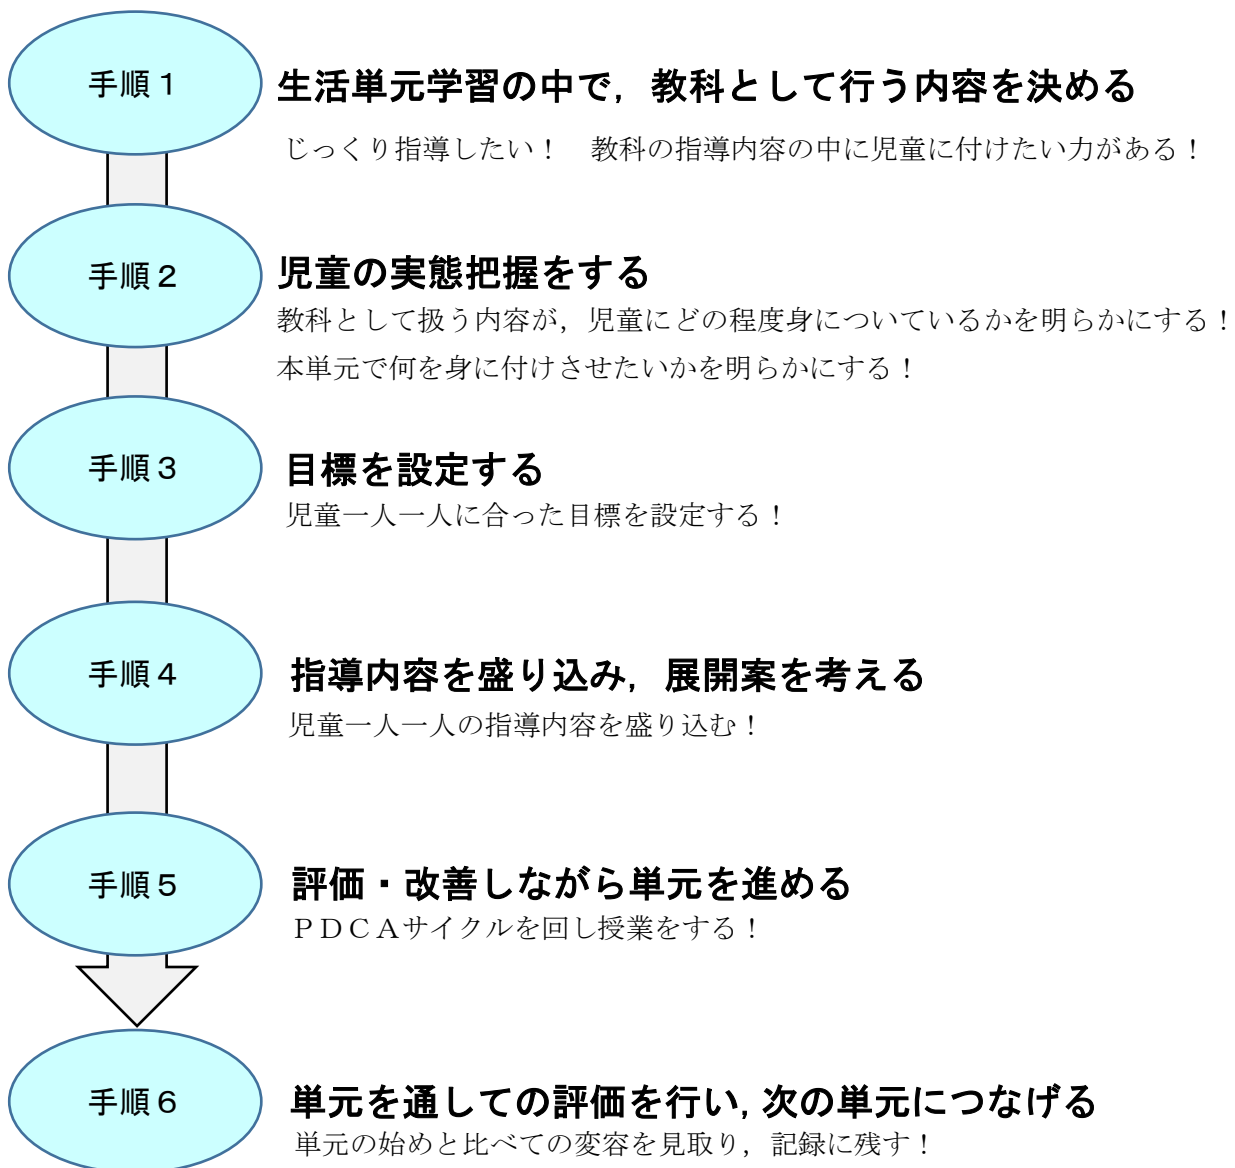 手順１
生活単元学習の中で，教科として行う内容を決める
じっくり指導したい！　教科の指導内容の中に児童に付けたい力がある！
手順２
児童の実態把握をする
教科として扱う内容が，児童にどの程度身についているかを明らかにする！
本単元で何を身に付けさせたいかを明らかにする！
手順３
目標を設定する
児童一人一人に合った目標を設定する！
手順４
指導内容を盛り込み，展開案を考える
児童一人一人の指導内容を盛り込む！
手順５
評価・改善しながら単元を進める
ＰＤＣＡサイクルを回し授業をする！
手順６
単元を通しての評価を行い，次の単元につなげる
単元の始めと比べての変容を見取り，記録に残す！